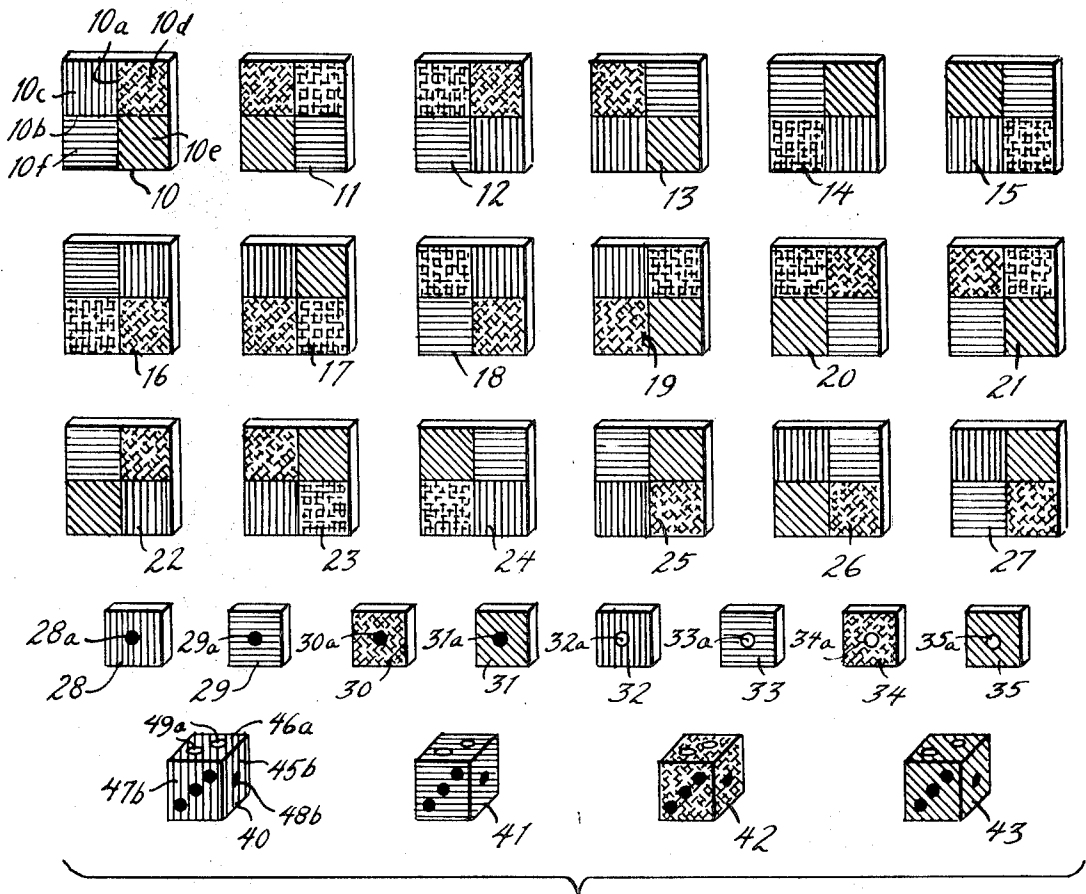 10a 10d
10c
10b
10f 10e
10 11 12 13 14 15
16 17 18 19 20 21
22 23 24 25 26 27
28a 29a 30a 31a 32a 33a 34a 35a
28 29 30 31 32 33 34 35
49a 46a
47b 45b
48b
40 41 42 43